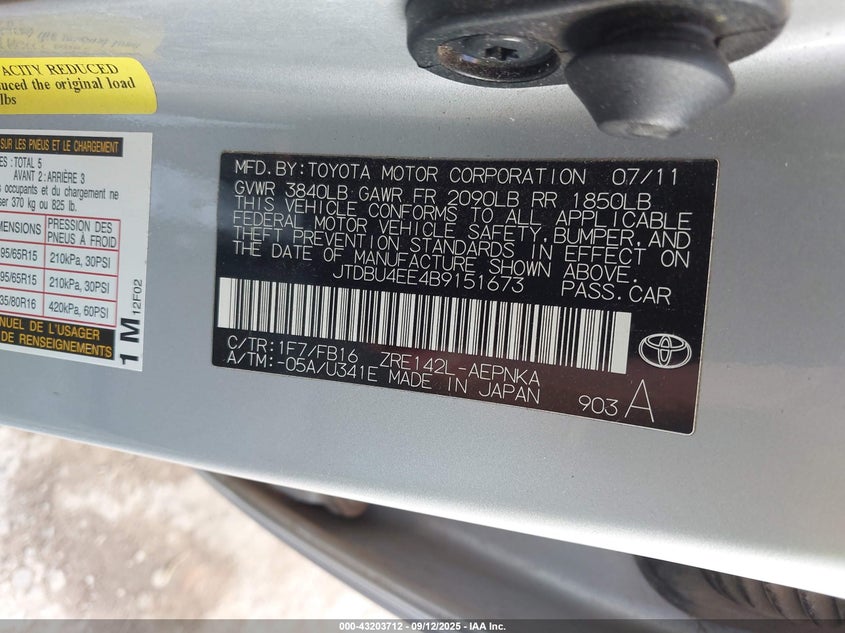 ACITY REDUCED
uced the original load
lbs
SUR LES PNEUS ET LE CHARGEMENT
ES: TOTAL 5
AVANT 2: ARRIÈRE 3
occupants et du chargement ne
ser 370 kg ou 825 lb.
MENSIONS PRESSION DES PNEUS À FROID
95/65R15 210kPa, 30PSI
95/65R15 210kPa, 30PSI
35/80R16 420kPa, 60PSI
NUEL DE L'USAGER
DE RENSEIGNEMENTS
1 M 12F02
MFD. BY: TOYOTA MOTOR CORPORATION 07/11
GVWR 3840LB GAWR FR 2090LB RR 1850LB
THIS VEHICLE CONFORMS TO ALL APPLICABLE
FEDERAL MOTOR VEHICLE SAFETY, BUMPER, AND
THEFT PREVENTION STANDARDS IN EFFECT ON
THE DATE OF MANUFACTURE SHOWN ABOVE.
JTDBU4EE4B9151673 PASS. CAR
C/TR: 1F7/FB16 ZRE142L-AEPNKA
A/TM: -05A/U341E MADE IN JAPAN
903 A
TOYOTA
000-43203712 - 09/12/2025 - IAA Inc.